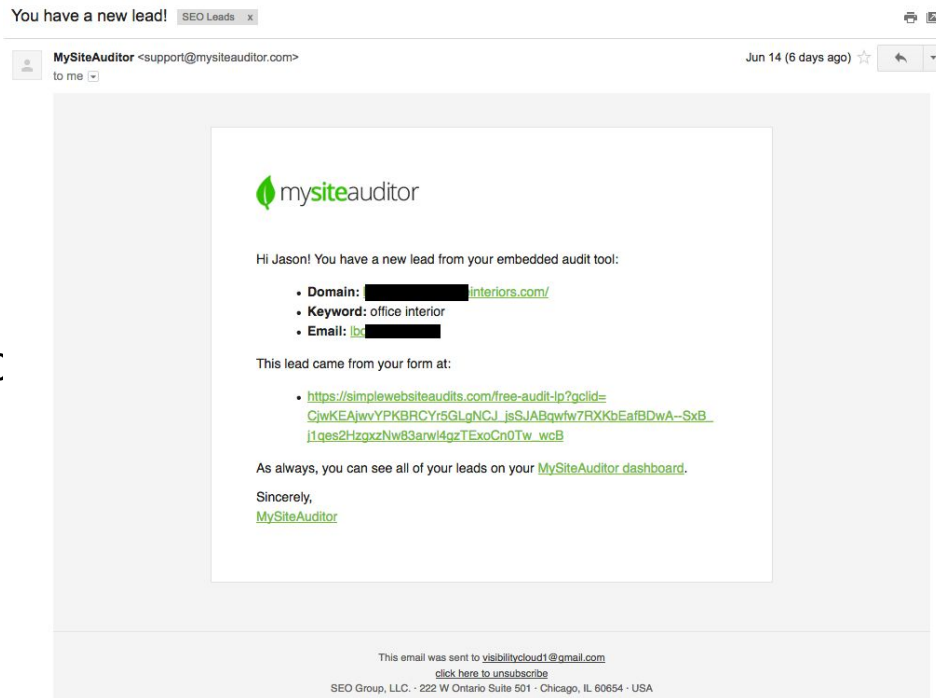 You have a new lead! SEO Leads x
MySiteAuditor <support@mysiteauditor.com> Jun 14 (6 days ago)
to me
mysiteauditor
Hi Jason! You have a new lead from your embedded audit tool:
• Domain: interiors.com/
• Keyword: office interior
• Email:
This lead came from your form at:
• https://simplewebsiteaudits.com/free-audit-lp?gclid=
CjwKEAjwvYPKBRCYr5GLgNCJ_jsSJABqwfw7RXKbEafBDwA--SxB_
j1qes2HzgxzNw83arwl4gzTExoCn0Tw_wcB
As always, you can see all of your leads on your MySiteAuditor dashboard.
Sincerely,
MySiteAuditor
This email was sent to visibilitycloud1@gmail.com
click here to unsubscribe
SEO Group, LLC. · 222 W Ontario Suite 501 · Chicago, IL 60654 · USA